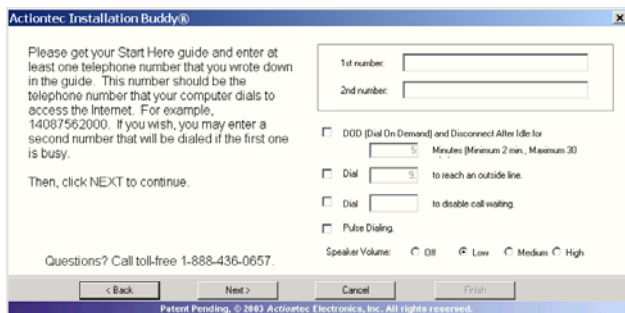 Actiontec Installation Buddy®
Please get your Start Here guide and enter at
least one telephone number that you wrote down
in the guide. This number should be the
telephone number that your computer dials to
access the Internet. For example,
14087562000. If you wish, you may enter a
second number that will be dialed if the first one
is busy.
Then, click NEXT to continue.
Questions? Call toll-free 1-888-436-0657.
1st number:
2nd number:
DOD (Dial On Demand) and Disconnect After Idle for
5 Minutes (Minimum 2 min., Maximum 30
Dial 9, to reach an outside line.
Dial to disable call waiting.
Pulse Dialing.
Speaker Volume: Off Low Medium High
< Back Next > Cancel Finish
Patent Pending, © 2003 Actiontec Electronics, Inc. All rights reserved.